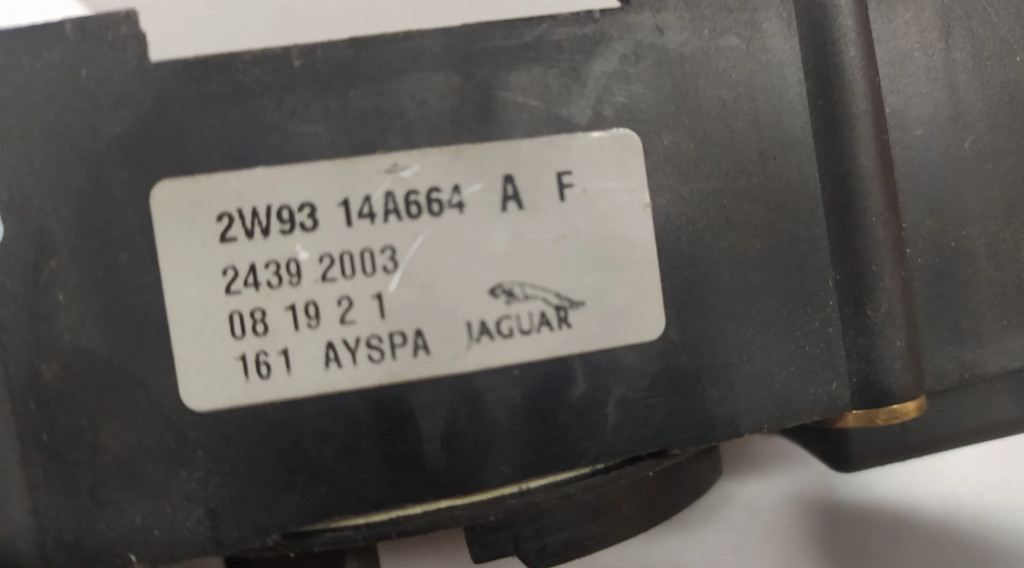 2W93 14A664 A F
2439 2003
08 19 2 1
161 AYSPA JAGUAR